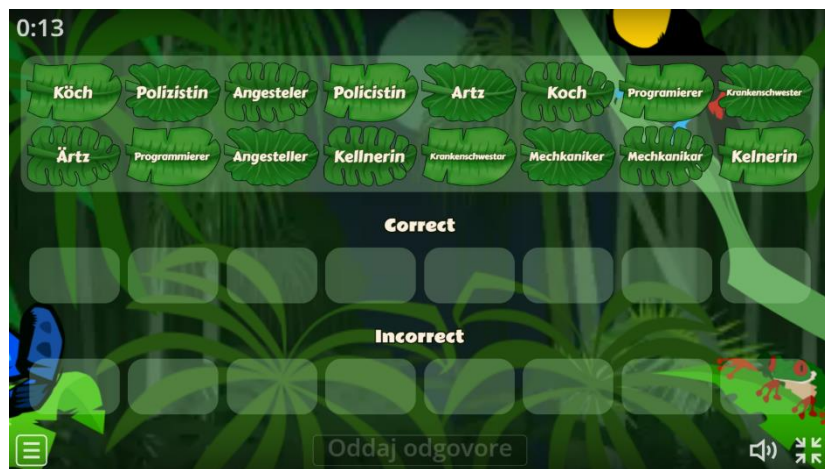 0:13
Köch Polizistin Angesteler Policistin Artz Koch Programierer Krankenschwester
Ärtz Programmierer Angesteller Kellnerin Krankenschwestar Mechkaniker Mechkanikar Kelnerin
Correct
Incorrect
Oddaj odgovore